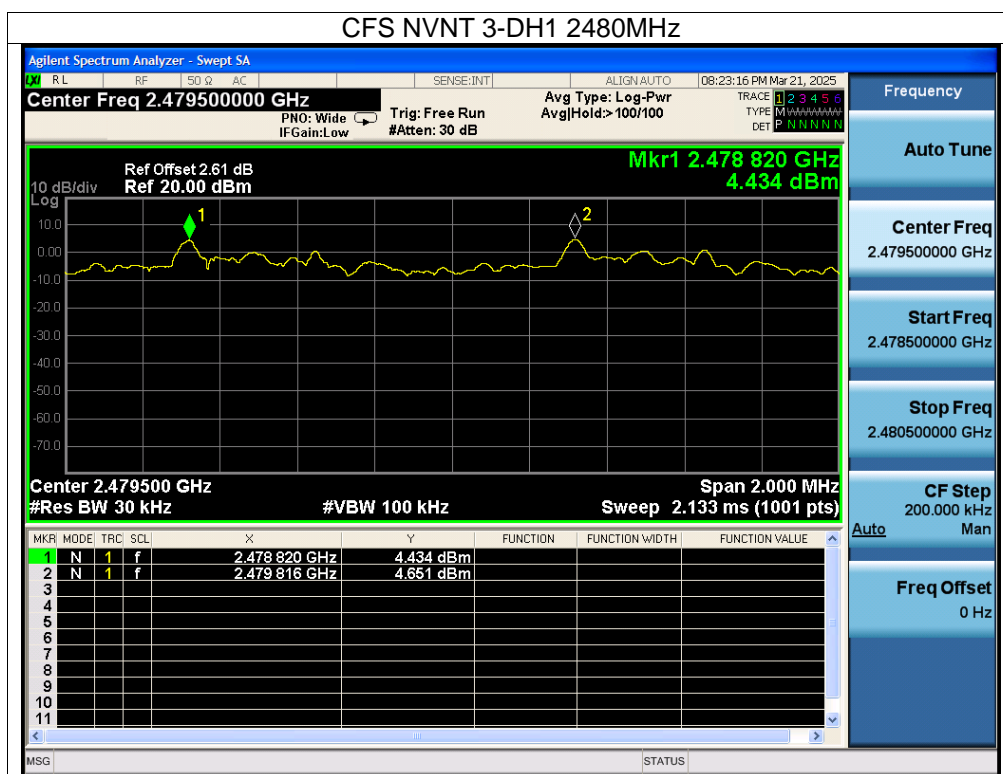 CFS NVNT 3-DH1 2480MHz
Agilent Spectrum Analyzer - Swept SA
LXI RL RF 50 Ω AC SENSE:INT ALIGN AUTO 08:23:16 PM Mar 21, 2025
Center Freq 2.479500000 GHz
PNO: Wide
IFGain:Low
Trig: Free Run
#Atten: 30 dB
Avg Type: Log-Pwr
Avg|Hold:>100/100
TRACE 1 2 3 4 5 6
TYPE M
DET P N N N N N
Ref Offset 2.61 dB
Ref 20.00 dBm
10 dB/div
Log
Mkr1 2.478 820 GHz
4.434 dBm
1
2
10.0
0.00
-10.0
-20.0
-30.0
-40.0
-50.0
-60.0
-70.0
Center 2.479500 GHz
Span 2.000 MHz
#Res BW 30 kHz
#VBW 100 kHz
Sweep 2.133 ms (1001 pts)
MKR MODE TRC SCL X Y FUNCTION FUNCTION WIDTH FUNCTION VALUE
1 N 1 f 2.478 820 GHz 4.434 dBm
2 N 1 f 2.479 816 GHz 4.651 dBm
3
4
5
6
7
8
9
10
11
MSG
STATUS
Frequency
Auto Tune
Center Freq
2.479500000 GHz
Start Freq
2.478500000 GHz
Stop Freq
2.480500000 GHz
CF Step
200.000 kHz
Auto Man
Freq Offset
0 Hz